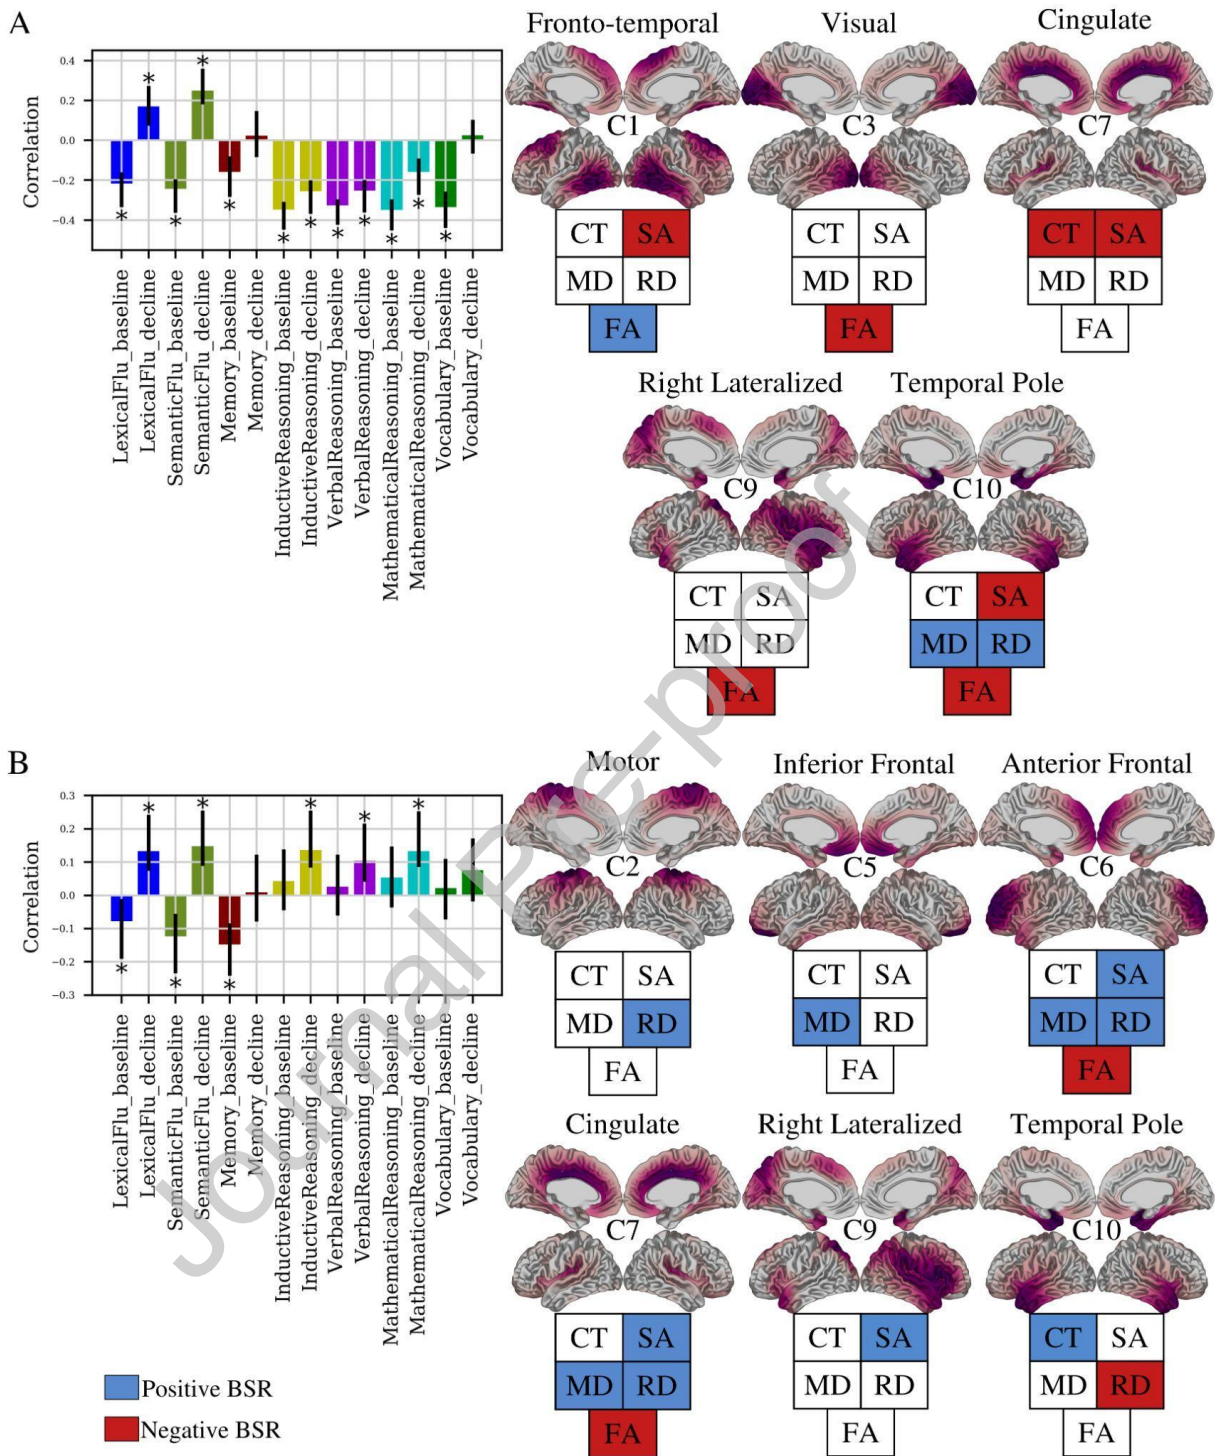 A
Fronto-temporal
Visual
Cingulate
0.4
0.2
0.0
−0.2
−0.4
Correlation
*
*
*
*
*
*
*
*
*
*
*
*
LexicalFlu_baseline
LexicalFlu_decline
SemanticFlu_baseline
SemanticFlu_decline
Memory_baseline
Memory_decline
InductiveReasoning_baseline
InductiveReasoning_decline
VerbalReasoning_baseline
VerbalReasoning_decline
MathematicalReasoning_baseline
MathematicalReasoning_decline
Vocabulary_baseline
Vocabulary_decline
C1
C3
C7
CT SA
MD RD
FA
CT SA
MD RD
FA
CT SA
MD RD
FA
Right Lateralized
Temporal Pole
C9
C10
CT SA
MD RD
FA
CT SA
MD RD
FA
B
Motor
Inferior Frontal
Anterior Frontal
0.3
0.2
0.1
0.0
−0.1
−0.2
−0.3
Correlation
*
*
*
*
*
*
*
*
LexicalFlu_baseline
LexicalFlu_decline
SemanticFlu_baseline
SemanticFlu_decline
Memory_baseline
Memory_decline
InductiveReasoning_baseline
InductiveReasoning_decline
VerbalReasoning_baseline
VerbalReasoning_decline
MathematicalReasoning_baseline
MathematicalReasoning_decline
Vocabulary_baseline
Vocabulary_decline
C2
C5
C6
CT SA
MD RD
FA
CT SA
MD RD
FA
CT SA
MD RD
FA
Cingulate
Right Lateralized
Temporal Pole
C7
C9
C10
CT SA
MD RD
FA
CT SA
MD RD
FA
CT SA
MD RD
FA
Positive BSR
Negative BSR
Journal Pre-proof